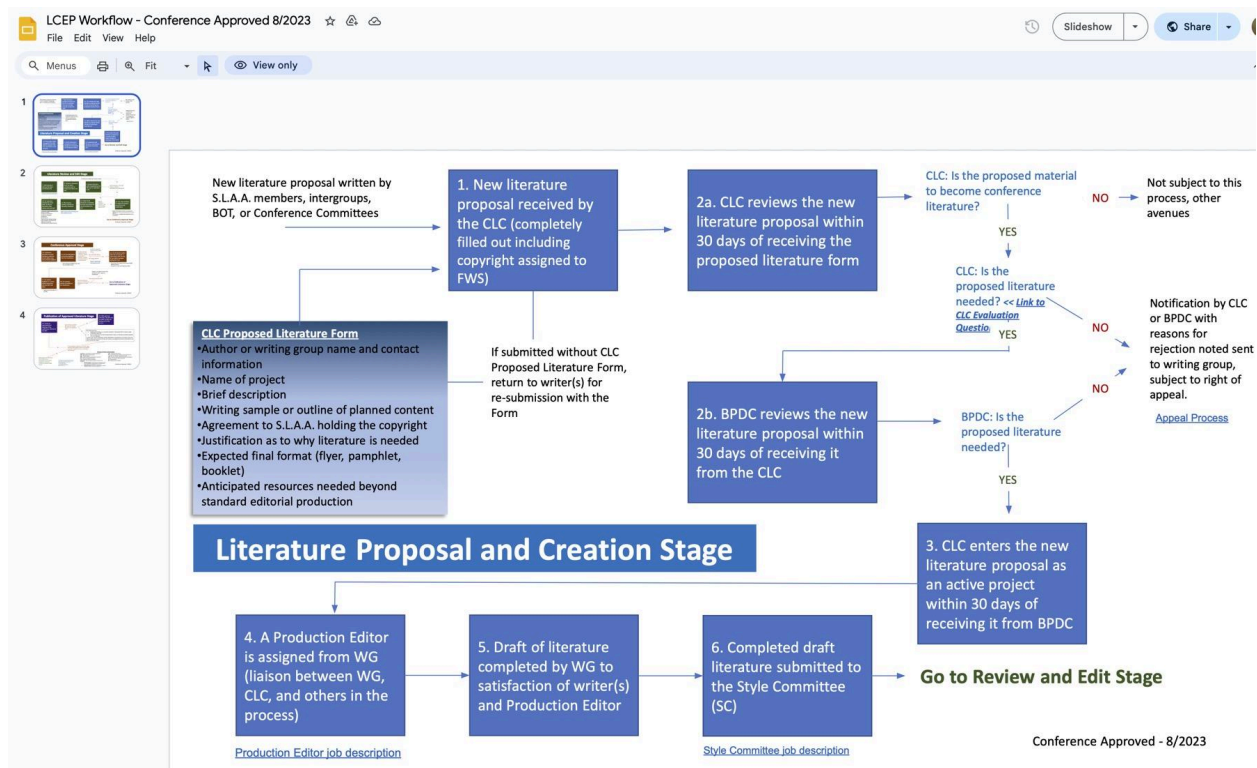 LCEP Workflow - Conference Approved 8/2023
File Edit View Help
Slideshow
Share
Menus
Fit
View only
1
2
3
4
New literature proposal written by
S.L.A.A. members, intergroups,
BOT, or Conference Committees
1. New literature
proposal received by
the CLC (completely
filled out including
copyright assigned to
FWS)
2a. CLC reviews the new
literature proposal within
30 days of receiving the
proposed literature form
CLC: Is the proposed material
to become conference
literature?
NO
Not subject to this
process, other
avenues
YES
CLC: Is the
proposed literature
needed? << Link to
CLC Evaluation
Questio
YES
NO
NO
Notification by CLC
or BPDC with
reasons for
rejection noted sent
to writing group,
subject to right of
appeal.
Appeal Process
CLC Proposed Literature Form
•Author or writing group name and contact
information
•Name of project
•Brief description
•Writing sample or outline of planned content
•Agreement to S.L.A.A. holding the copyright
•Justification as to why literature is needed
•Expected final format (flyer, pamphlet,
booklet)
•Anticipated resources needed beyond
standard editorial production
If submitted without CLC
Proposed Literature Form,
return to writer(s) for
re-submission with the
Form
2b. BPDC reviews the new
literature proposal within
30 days of receiving it
from the CLC
BPDC: Is the
proposed literature
needed?
YES
Literature Proposal and Creation Stage
3. CLC enters the new
literature proposal as
an active project
within 30 days of
receiving it from BPDC
4. A Production Editor
is assigned from WG
(liaison between WG,
CLC, and others in the
process)
Production Editor job description
5. Draft of literature
completed by WG to
satisfaction of writer(s)
and Production Editor
6. Completed draft
literature submitted to
the Style Committee
(SC)
Style Committee job description
Go to Review and Edit Stage
Conference Approved - 8/2023